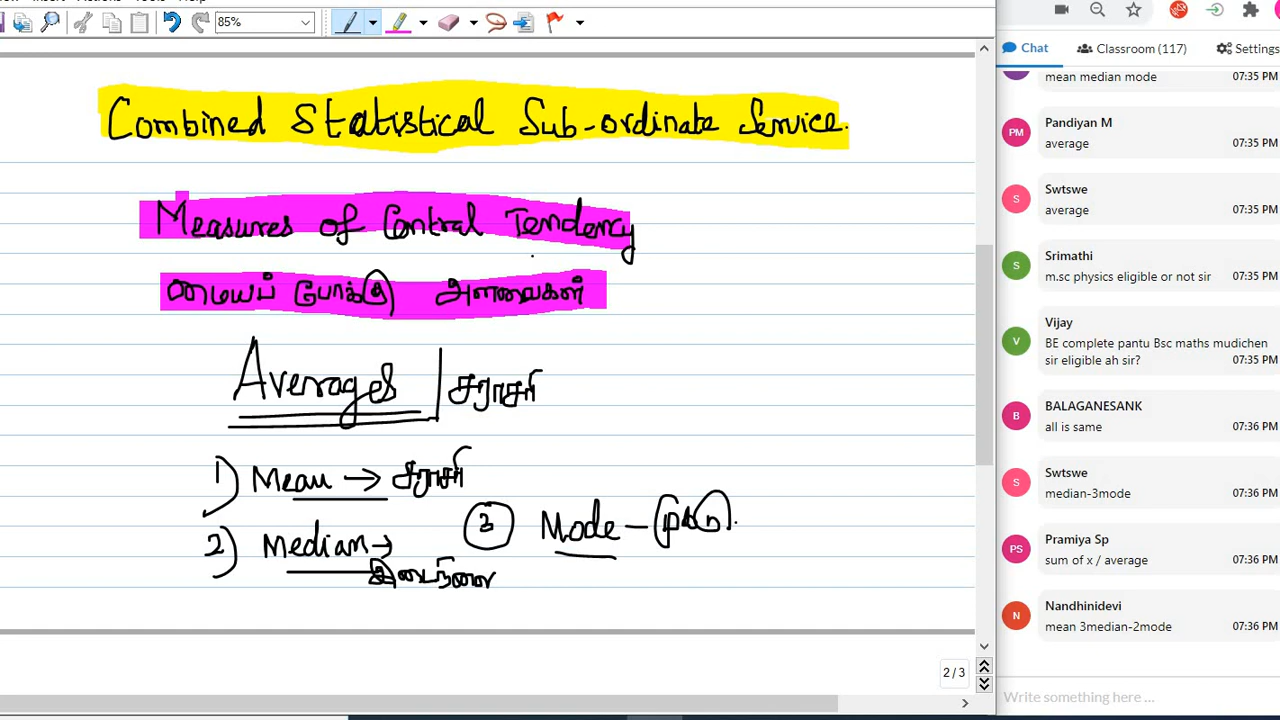 85%
Combined Statistical Sub-ordinate Service.
Measures of Central Tendency
மையப் போக்கு அளவைகள்
Averages | சராசரி
1) Mean → சராசரி
2) Median →
இடைநிலை
3 Mode - முகடு.
2 / 3
Chat
Classroom (117)
Settings
mean median mode 07:35 PM
PM
Pandiyan M
average 07:35 PM
S
Swtswe
average 07:35 PM
S
Srimathi
m.sc physics eligible or not sir 07:35 PM
V
Vijay
BE complete pantu Bsc maths mudichen
sir eligible ah sir? 07:35 PM
B
BALAGANESANK
all is same 07:36 PM
S
Swtswe
median-3mode 07:36 PM
PS
Pramiya Sp
sum of x / average 07:36 PM
N
Nandhinidevi
mean 3median-2mode 07:36 PM
Write something here ...